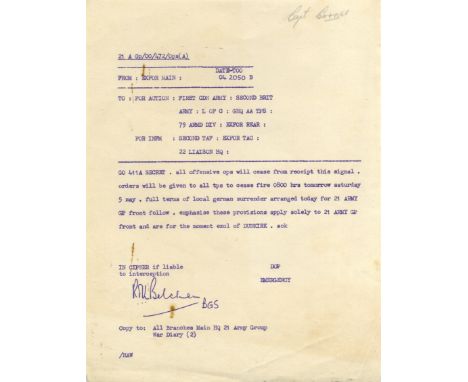 Capt
21 A Gp/00/472/Ops(A)
DATE-TOO
FROM : EXFOR MAIN : 04 2050 B
TO : FOR ACTION : FIRST CDN ARMY : SECOND BRIT
ARMY : L OF C : GHQ AA TPS :
79 ARMD DIV : EXFOR REAR :
FOR INFM : SECOND TAF : EXFOR TAC :
22 LIAISON HQ :
GO 411A SECRET . all offensive ops will cease from receipt this signal .
orders will be given to all tps to cease fire 0800 hrs tomorrow saturday
5 may . full terms of local german surrender arranged today for 21 ARMY
GP front follow . emphasise these provisions apply solely to 21 ARMY GP
front and are for the moment excl of DUNKIRK . ack
IN CIPHER if liable DOP
to interception
EMERGENCY
R. Belchem
BGS
Copy to: All Branches Main HQ 21 Army Group
War Diary (2)